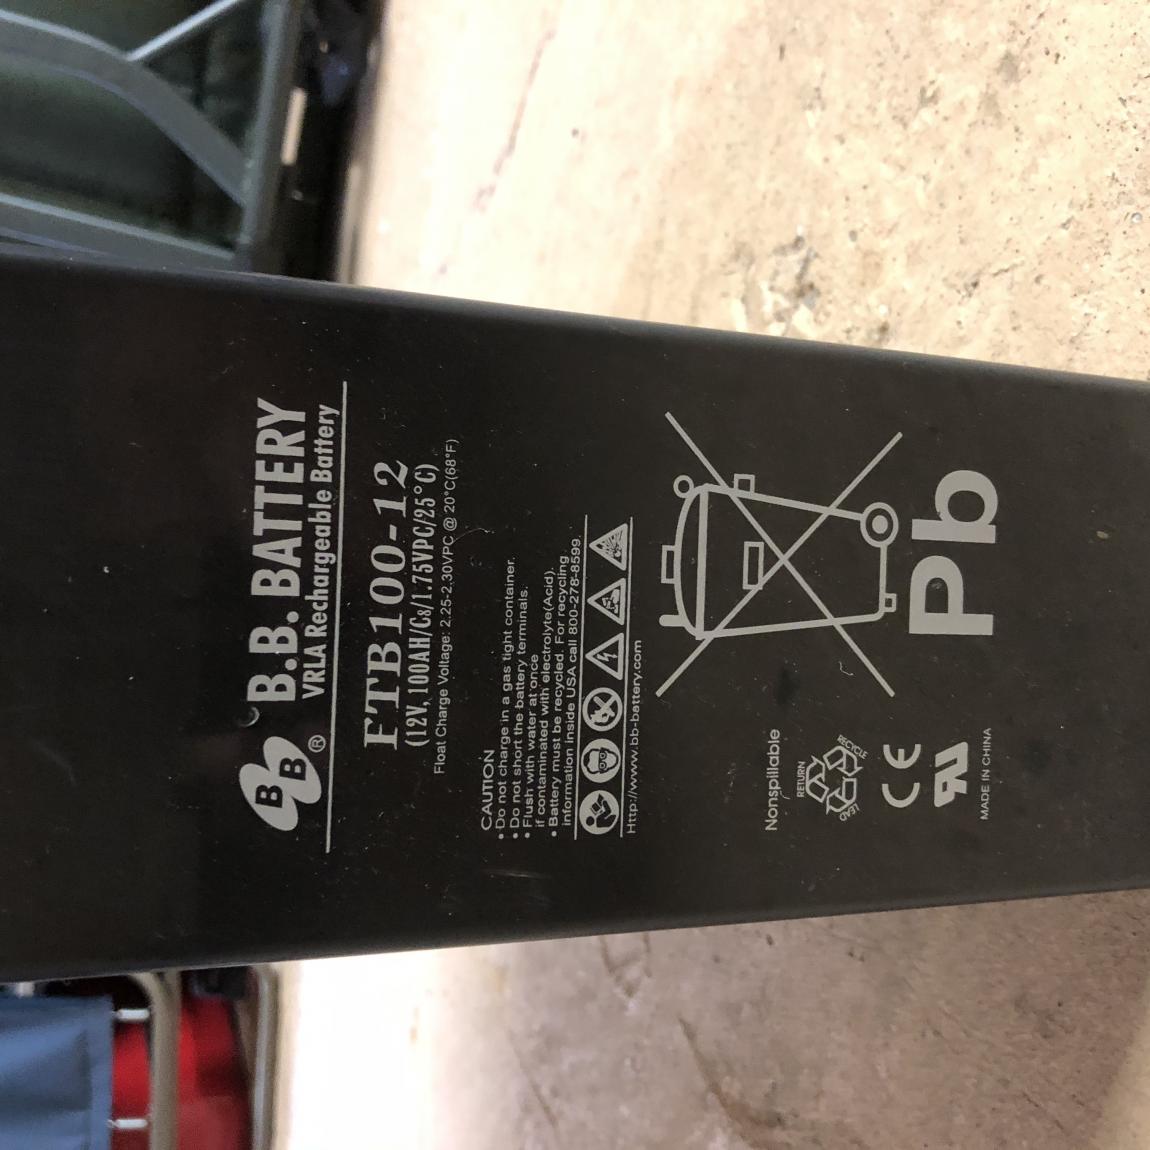 BB ®
B.B. BATTERY
VRLA Rechargeable Battery
FTB100-12
(12V, 100AH/C8/1.75VPC/25°C)
Float Charge Voltage: 2.25-2.30VPC @ 20°C(68°F)
CAUTION
• Do not charge in a gas tight container.
• Do not short the battery terminals.
• Flush with water at once
if contaminated with electrolyte(Acid).
• Battery must be recycled. For recycling
information inside USA call 800-278-8599
Http://www.bb-battery.com
Nonspillable
RETURN
RECYCLE
LEAD
CE
Pb
MADE IN CHINA